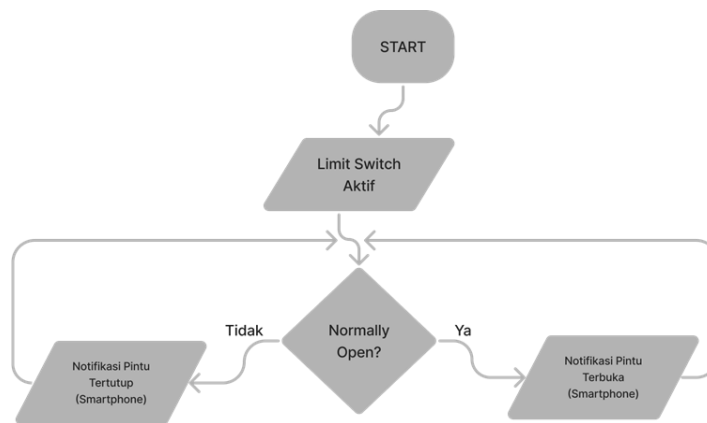 START
Limit Switch
Aktif
Tidak
Normally
Open?
Ya
Notifikasi Pintu
Tertutup
(Smartphone)
Notifikasi Pintu
Terbuka
(Smartphone)